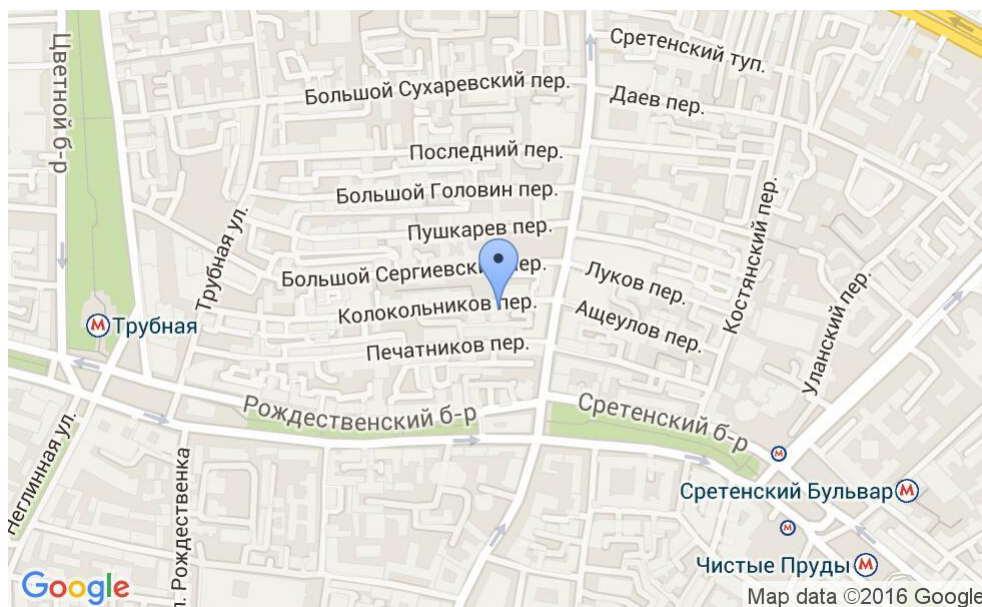 Цветной б-р
Сретенский туп.
Большой Сухаревский пер.
Даев пер.
Последний пер.
Большой Головин пер.
Костянский пер.
Пушкарев пер.
Трубная ул.
Большой Сергиевский пер.
Луков пер.
Уланский пер.
Колокольников пер.
Ащеулов пер.
М Трубная
Печатников пер.
Рождественский б-р
Сретенский б-р
Неглинная ул.
л. Рождественка
М
Сретенский Бульвар М
М
Чистые Пруды М
Google
Map data ©2016 Google